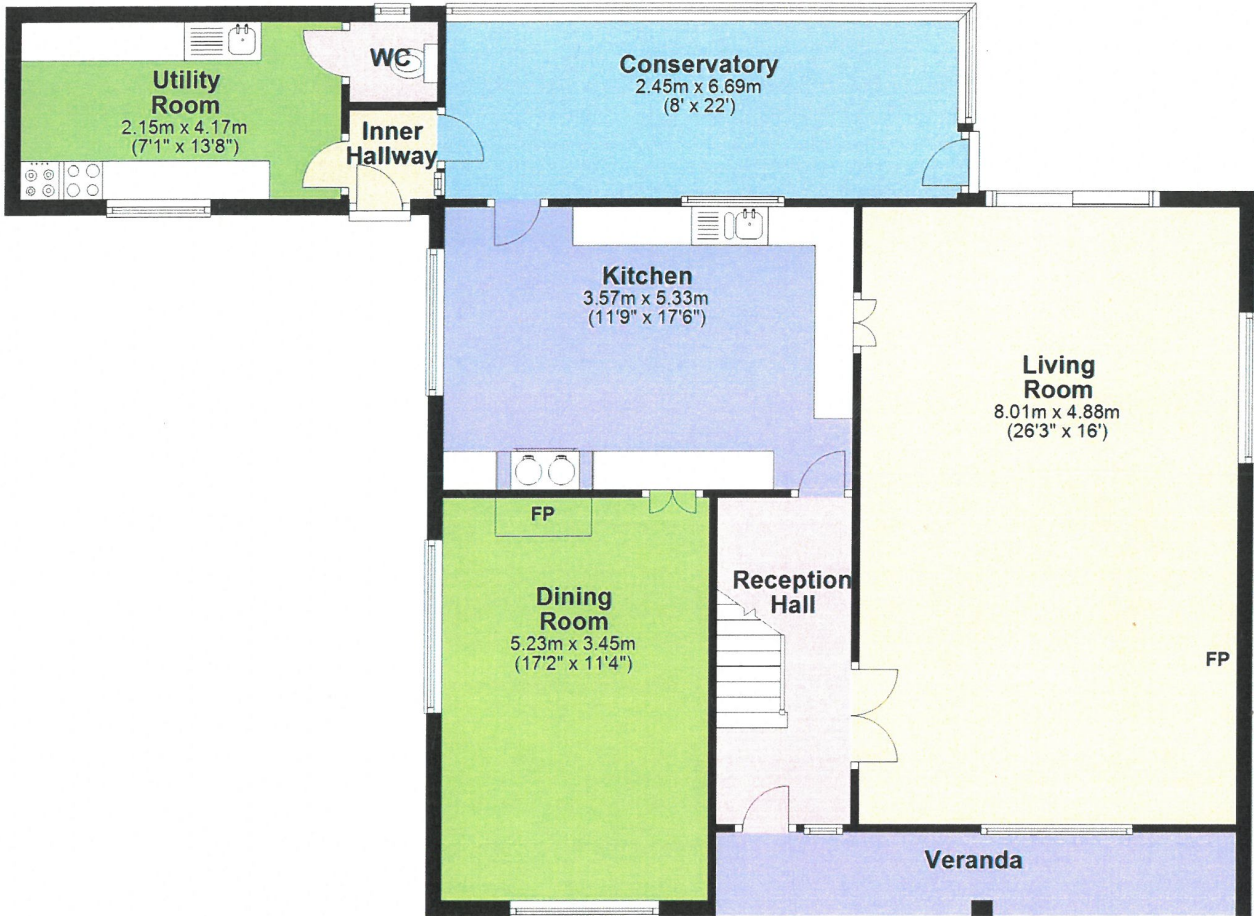 Utility
Room
2.15m x 4.17m
(7'1" x 13'8")
WC
Conservatory
2.45m x 6.69m
(8' x 22')
Inner
Hallway
Kitchen
3.57m x 5.33m
(11'9" x 17'6")
Living
Room
8.01m x 4.88m
(26'3" x 16')
FP
Dining
Room
5.23m x 3.45m
(17'2" x 11'4")
Reception
Hall
FP
Veranda